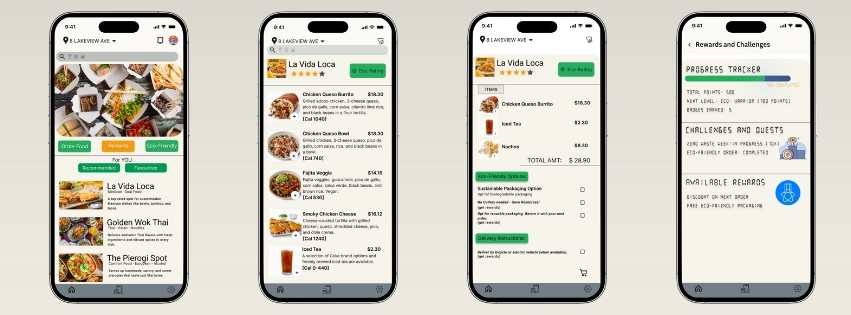 9:41
8 LAKEVIEW AVE
Order Food
Rewards
Eco-Friendly
For YOU
Recommended
Favourites
La Vida Loca
Mexican · Soul Food
A top rated spot for sustainable
Mexican dishes like bowls, burritos, and
more.
Golden Wok Thai
Thai · Asian · Noodles
Delivers authentic Thai flavors with fresh
ingredients and vibrant spices in every
dish.
The Pierogi Spot
Comfort Food · European · Alcohol
Serves up handmade savory and sweet
pierogies that taste out like home.
9:41
8 LAKEVIEW AVE
La Vida Loca
Eco-Rating
Chicken Queso Burrito $18.30
Grilled adobo chicken, 3-cheese queso,
pico de gallo, corn salsa, cilantro lime rice,
and black beans in a flour tortilla.
[Cal 1040]
Chicken Queso Bowl $18.30
Grilled chicken, 3-cheese queso, pico de
gallo, corn salsa, rice, and black beans in
a bowl.
[Cal 740]
Fajita Veggie $14.16
Fajita veggies, guacamole, pico de gallo,
corn salsa, salsa verde, black beans, and
brown rice. Vegan.
[Cal 530]
Smoky Chicken Cheese $16.12
Crushed tortilla with grilled
chicken, queso, shredded cheese, pico,
and chile crema.
[Cal 1240]
Iced Tea $2.30
A selection of Coke brand options and
freshly brewed iced tea are available.
[Cal 0-440]
9:41
8 LAKEVIEW AVE
La Vida Loca
Eco-Rating
ITEMS
Chicken Queso Burrito $18.30
Iced Tea $2.30
Nachos $8.30
TOTAL AMT: $ 28.90
Eco-Friendly Options:
Sustainable Packaging Option
Opt for biodegradable containers
No Cutlery needed - Save Resources!
(get rewards)
Opt for reusable packaging. Return it with your next
order.
(get rewards)
Delivery Instructions:
Deliver by bicycle or electric vehicle (when available).
(get rewards)
9:41
Rewards and Challenges
PROGRESS TRACKER
COMPLETED
TOTAL POINTS: 500
NEXT LEVEL: ECO-WARRIOR (700 POINTS)
BADGES EARNED: 5
CHALLENGES AND QUESTS
ZERO WASTE WEEK: IN PROGRESS
ECO-FRIENDLY ORDER: COMPLETED
AVAILABLE REWARDS
DISCOUNT ON NEXT ORDER
FREE ECO-FRIENDLY PACKAGING